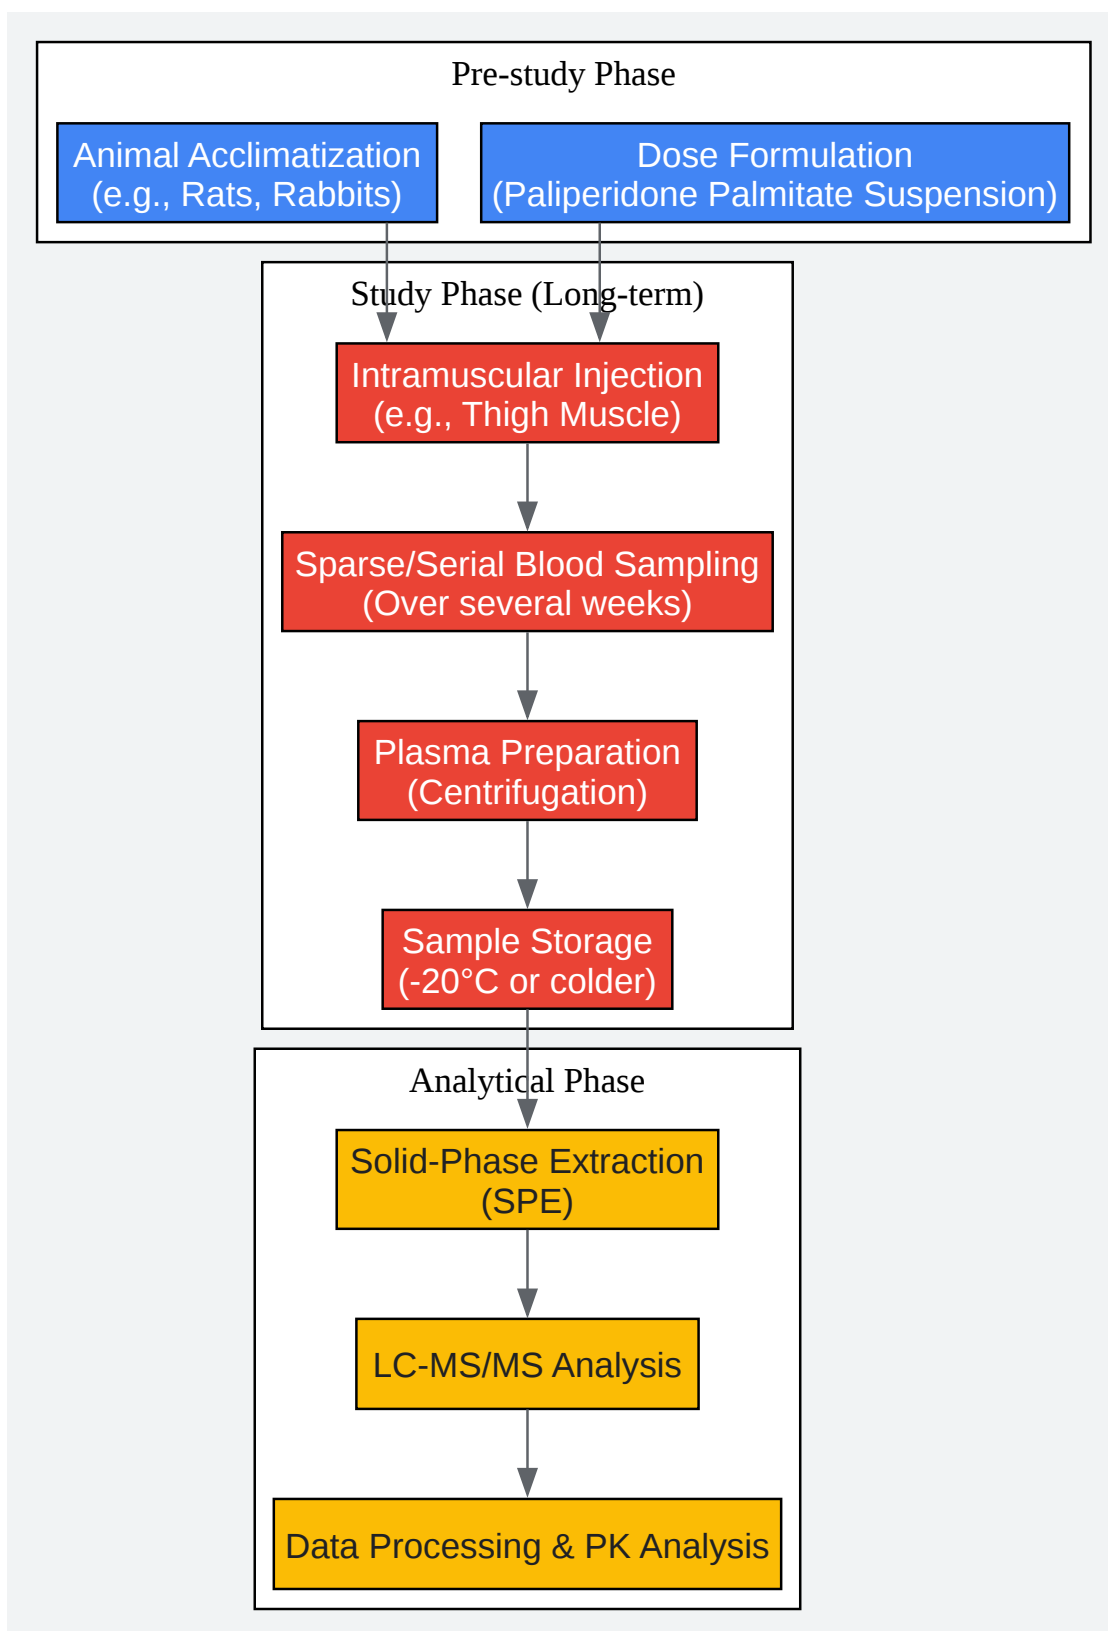 Pre-study Phase
Animal Acclimatization
(e.g., Rats, Rabbits)
Dose Formulation
(Paliperidone Palmitate Suspension)
Study Phase (Long-term)
Intramuscular Injection
(e.g., Thigh Muscle)
Sparse/Serial Blood Sampling
(Over several weeks)
Plasma Preparation
(Centrifugation)
Sample Storage
(-20°C or colder)
Analytical Phase
Solid-Phase Extraction
(SPE)
LC-MS/MS Analysis
Data Processing & PK Analysis